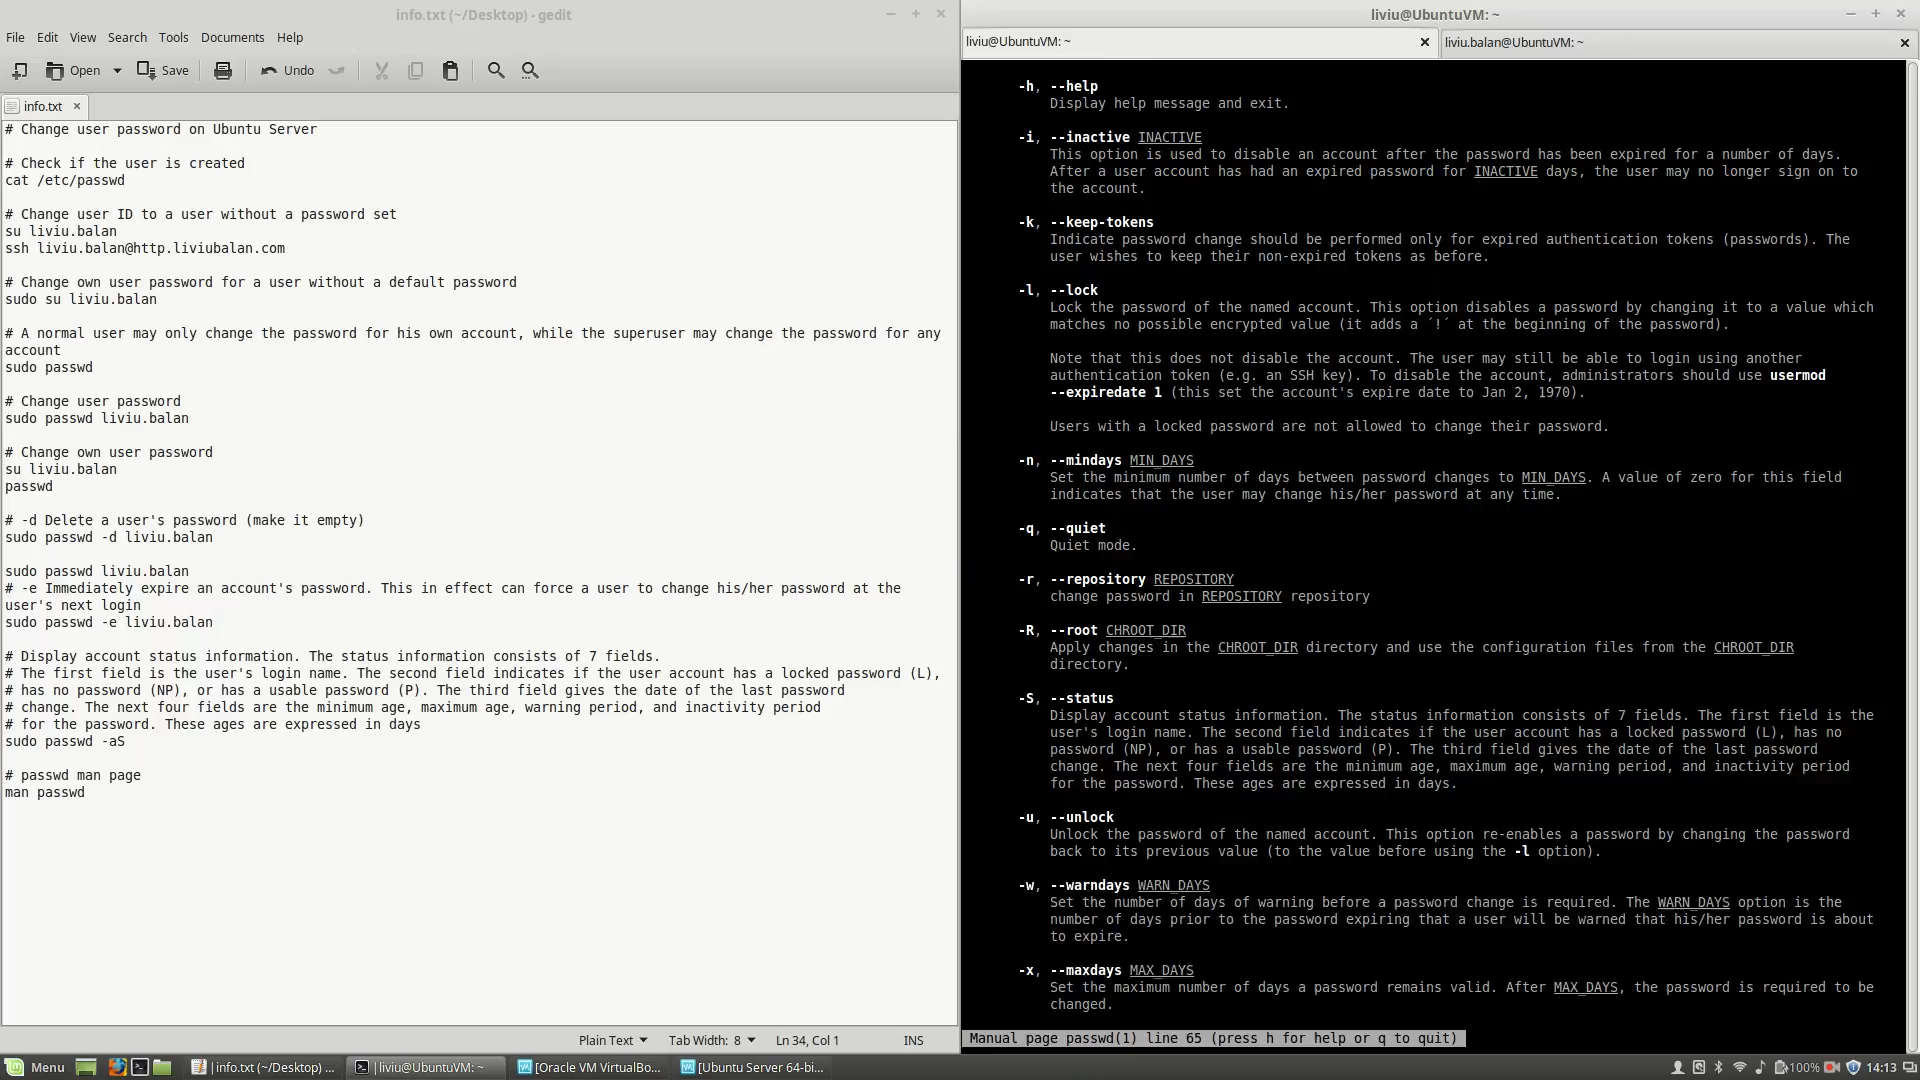 info.txt (~/Desktop) - gedit
File Edit View Search Tools Documents Help
Open Save Undo
info.txt
# Change user password on Ubuntu Server
# Check if the user is created
cat /etc/passwd
# Change user ID to a user without a password set
su liviu.balan
ssh liviu.balan@http.liviubalan.com
# Change own user password for a user without a default password
sudo su liviu.balan
# A normal user may only change the password for his own account, while the superuser may change the password for any
account
sudo passwd
# Change user password
sudo passwd liviu.balan
# Change own user password
su liviu.balan
passwd
# -d Delete a user's password (make it empty)
sudo passwd -d liviu.balan
sudo passwd liviu.balan
# -e Immediately expire an account's password. This in effect can force a user to change his/her password at the
user's next login
sudo passwd -e liviu.balan
# Display account status information. The status information consists of 7 fields.
# The first field is the user's login name. The second field indicates if the user account has a locked password (L),
# has no password (NP), or has a usable password (P). The third field gives the date of the last password
# change. The next four fields are the minimum age, maximum age, warning period, and inactivity period
# for the password. These ages are expressed in days
sudo passwd -aS
# passwd man page
man passwd
Plain Text Tab Width: 8 Ln 34, Col 1 INS
liviu@UbuntuVM: ~
liviu@UbuntuVM: ~ liviu.balan@UbuntuVM: ~
-h, --help
Display help message and exit.
-i, --inactive INACTIVE
This option is used to disable an account after the password has been expired for a number of days.
After a user account has had an expired password for INACTIVE days, the user may no longer sign on to
the account.
-k, --keep-tokens
Indicate password change should be performed only for expired authentication tokens (passwords). The
user wishes to keep their non-expired tokens as before.
-l, --lock
Lock the password of the named account. This option disables a password by changing it to a value which
matches no possible encrypted value (it adds a ´!´ at the beginning of the password).
Note that this does not disable the account. The user may still be able to login using another
authentication token (e.g. an SSH key). To disable the account, administrators should use usermod
--expiredate 1 (this set the account's expire date to Jan 2, 1970).
Users with a locked password are not allowed to change their password.
-n, --mindays MIN_DAYS
Set the minimum number of days between password changes to MIN_DAYS. A value of zero for this field
indicates that the user may change his/her password at any time.
-q, --quiet
Quiet mode.
-r, --repository REPOSITORY
change password in REPOSITORY repository
-R, --root CHROOT_DIR
Apply changes in the CHROOT_DIR directory and use the configuration files from the CHROOT_DIR
directory.
-S, --status
Display account status information. The status information consists of 7 fields. The first field is the
user's login name. The second field indicates if the user account has a locked password (L), has no
password (NP), or has a usable password (P). The third field gives the date of the last password
change. The next four fields are the minimum age, maximum age, warning period, and inactivity period
for the password. These ages are expressed in days.
-u, --unlock
Unlock the password of the named account. This option re-enables a password by changing the password
back to its previous value (to the value before using the -l option).
-w, --warndays WARN_DAYS
Set the number of days of warning before a password change is required. The WARN_DAYS option is the
number of days prior to the password expiring that a user will be warned that his/her password is about
to expire.
-x, --maxdays MAX_DAYS
Set the maximum number of days a password remains valid. After MAX_DAYS, the password is required to be
changed.
Manual page passwd(1) line 65 (press h for help or q to quit)
Menu |info.txt (~/Desktop) ... |liviu@UbuntuVM: ~ [Oracle VM VirtualBo... [Ubuntu Server 64-bi... 100% 14:13